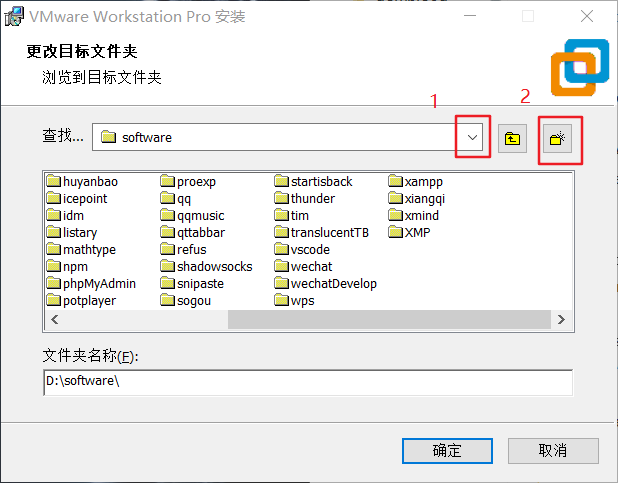 VMware Workstation Pro 安装
更改目标文件夹
浏览到目标文件夹
1
2
查找...
software
huyanbao proexp startisback xampp
icepoint qq thunder xiangqi
idm qqmusic tim xmind
listary qttabbar translucentTB XMP
mathtype refus vscode
npm shadowsocks wechat
phpMyAdmin snipaste wechatDevelop
potplayer sogou wps
文件夹名称(F):
D:\software\
确定
取消